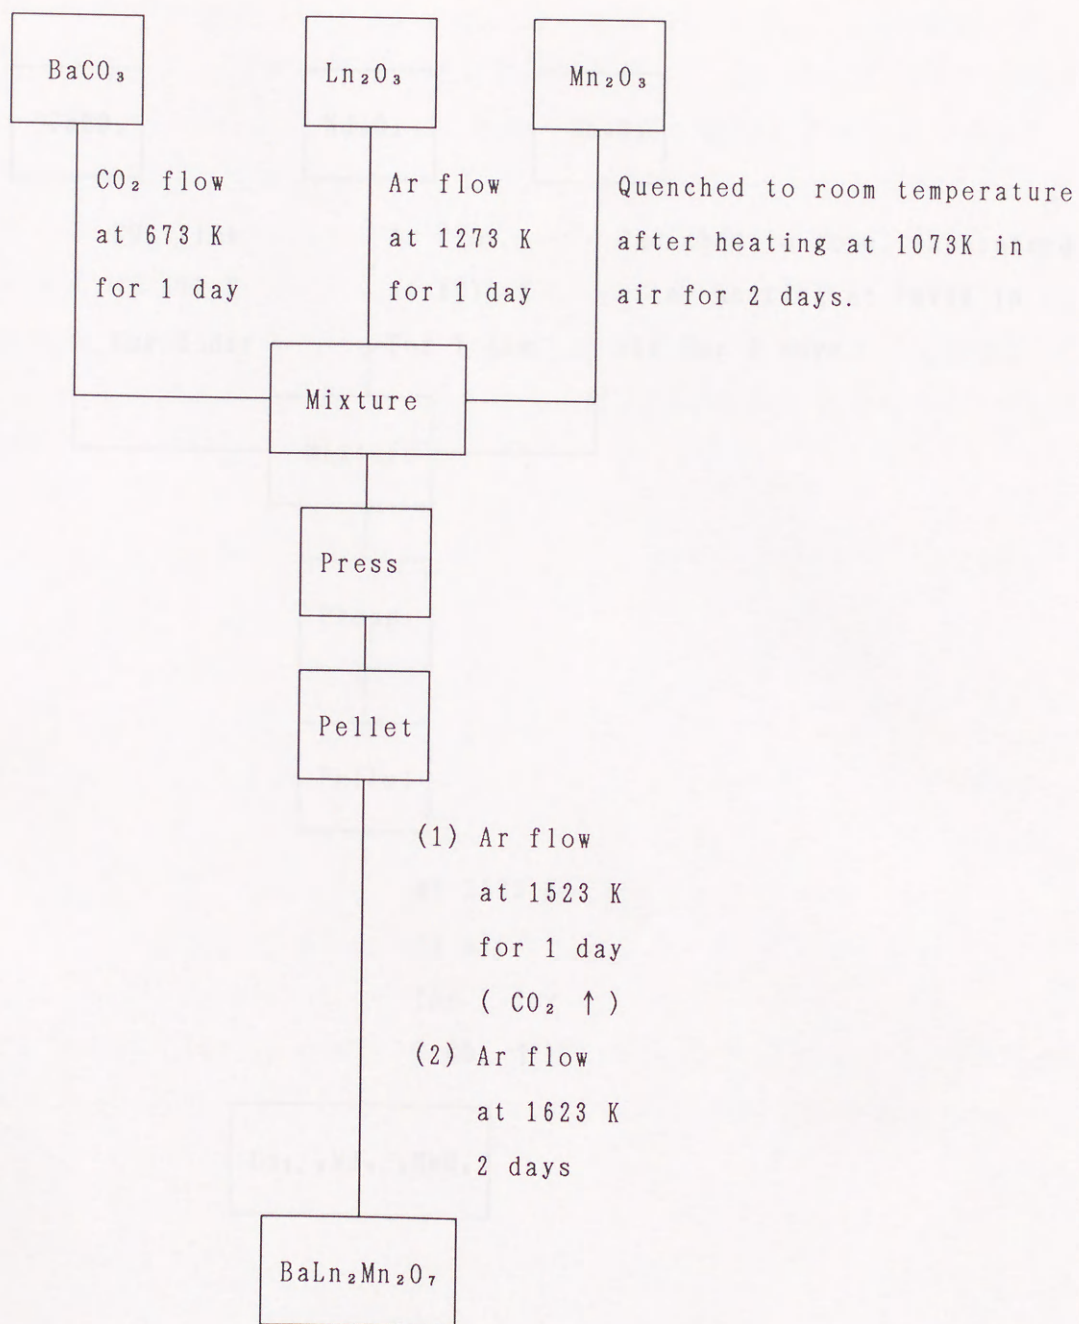 BaCO₃
Ln₂O₃
Mn₂O₃
CO₂ flow
at 673 K
for 1 day
Ar flow
at 1273 K
for 1 day
Quenched to room temperature
after heating at 1073K in
air for 2 days.
Mixture
Press
Pellet
(1) Ar flow
at 1523 K
for 1 day
( CO₂ ↑ )
(2) Ar flow
at 1623 K
2 days
BaLn₂Mn₂O₇